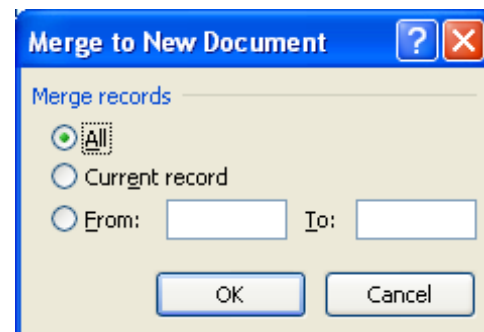 Merge to New Document
Merge records
All
Current record
From: To:
OK Cancel